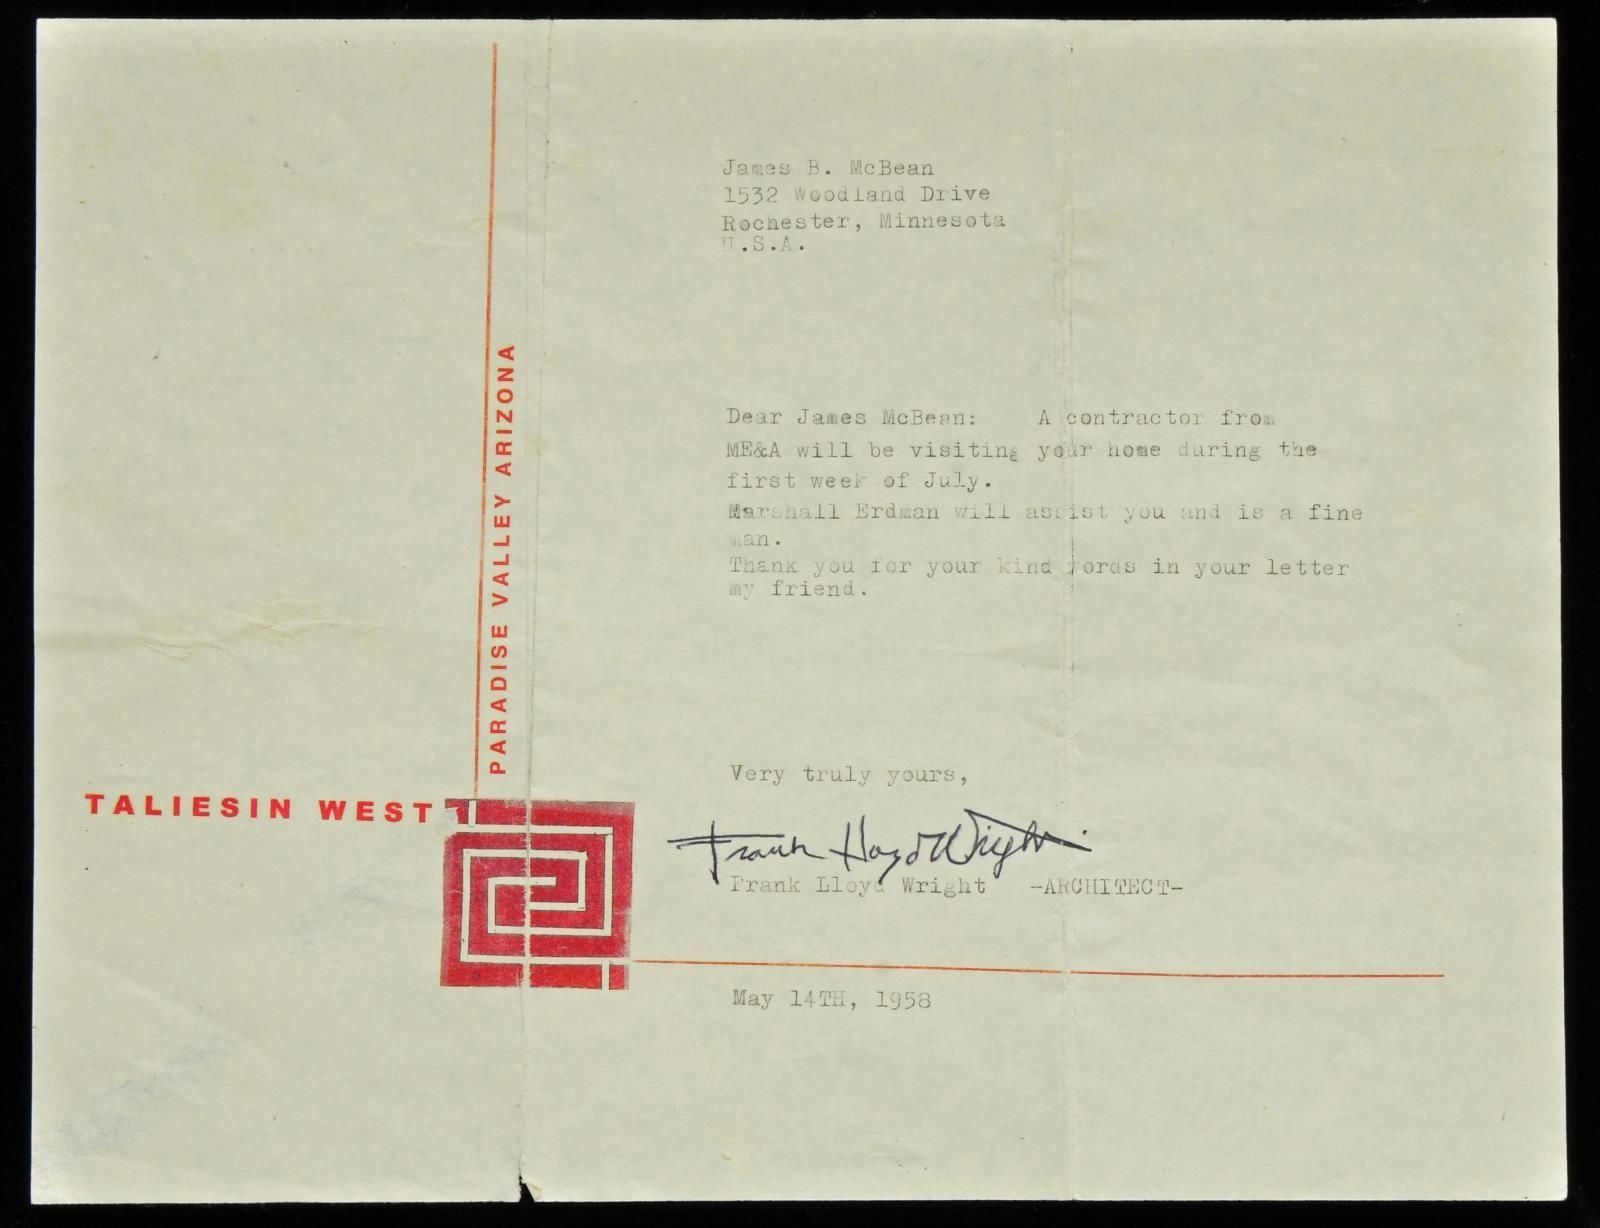 James B. McBean
1532 Woodland Drive
Rochester, Minnesota
U.S.A.
PARADISE VALLEY ARIZONA
Dear James McBean: A contractor from
ME&A will be visiting your home during the
first week of July.
Marshall Erdman will assist you and is a fine
man.
Thank you for your kind words in your letter
my friend.
Very truly yours,
TALIESIN WEST
Frank Lloyd Wright
Frank Lloyd Wright -ARCHITECT-
May 14TH, 1958